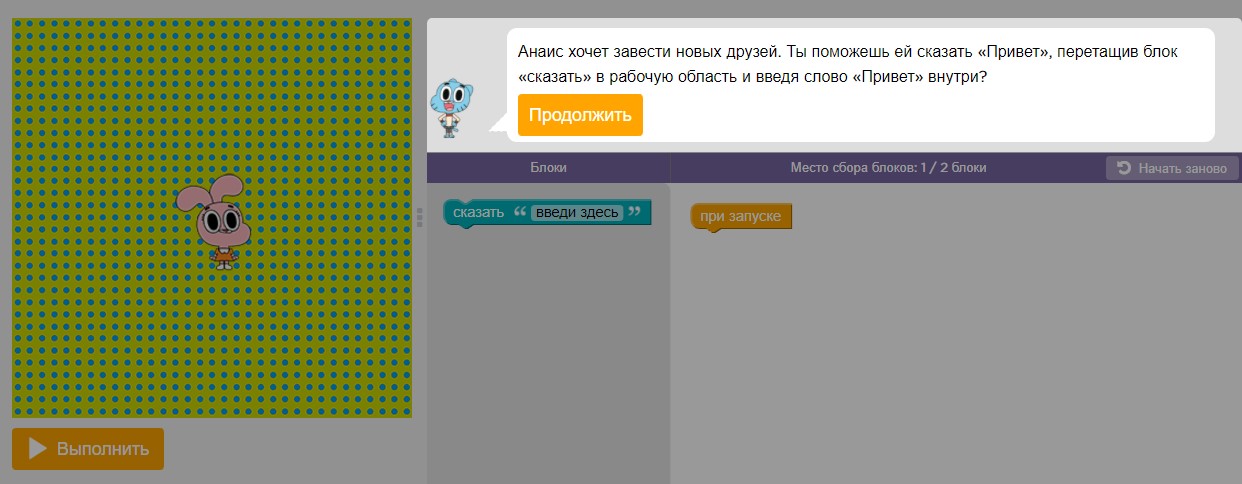 Анаис хочет завести новых друзей. Ты поможешь ей сказать «Привет», перетащив блок
«сказать» в рабочую область и введя слово «Привет» внутри?
Продолжить
Блоки
Место сбора блоков: 1 / 2 блоки
Начать заново
сказать “ введи здесь ”
при запуске
Выполнить